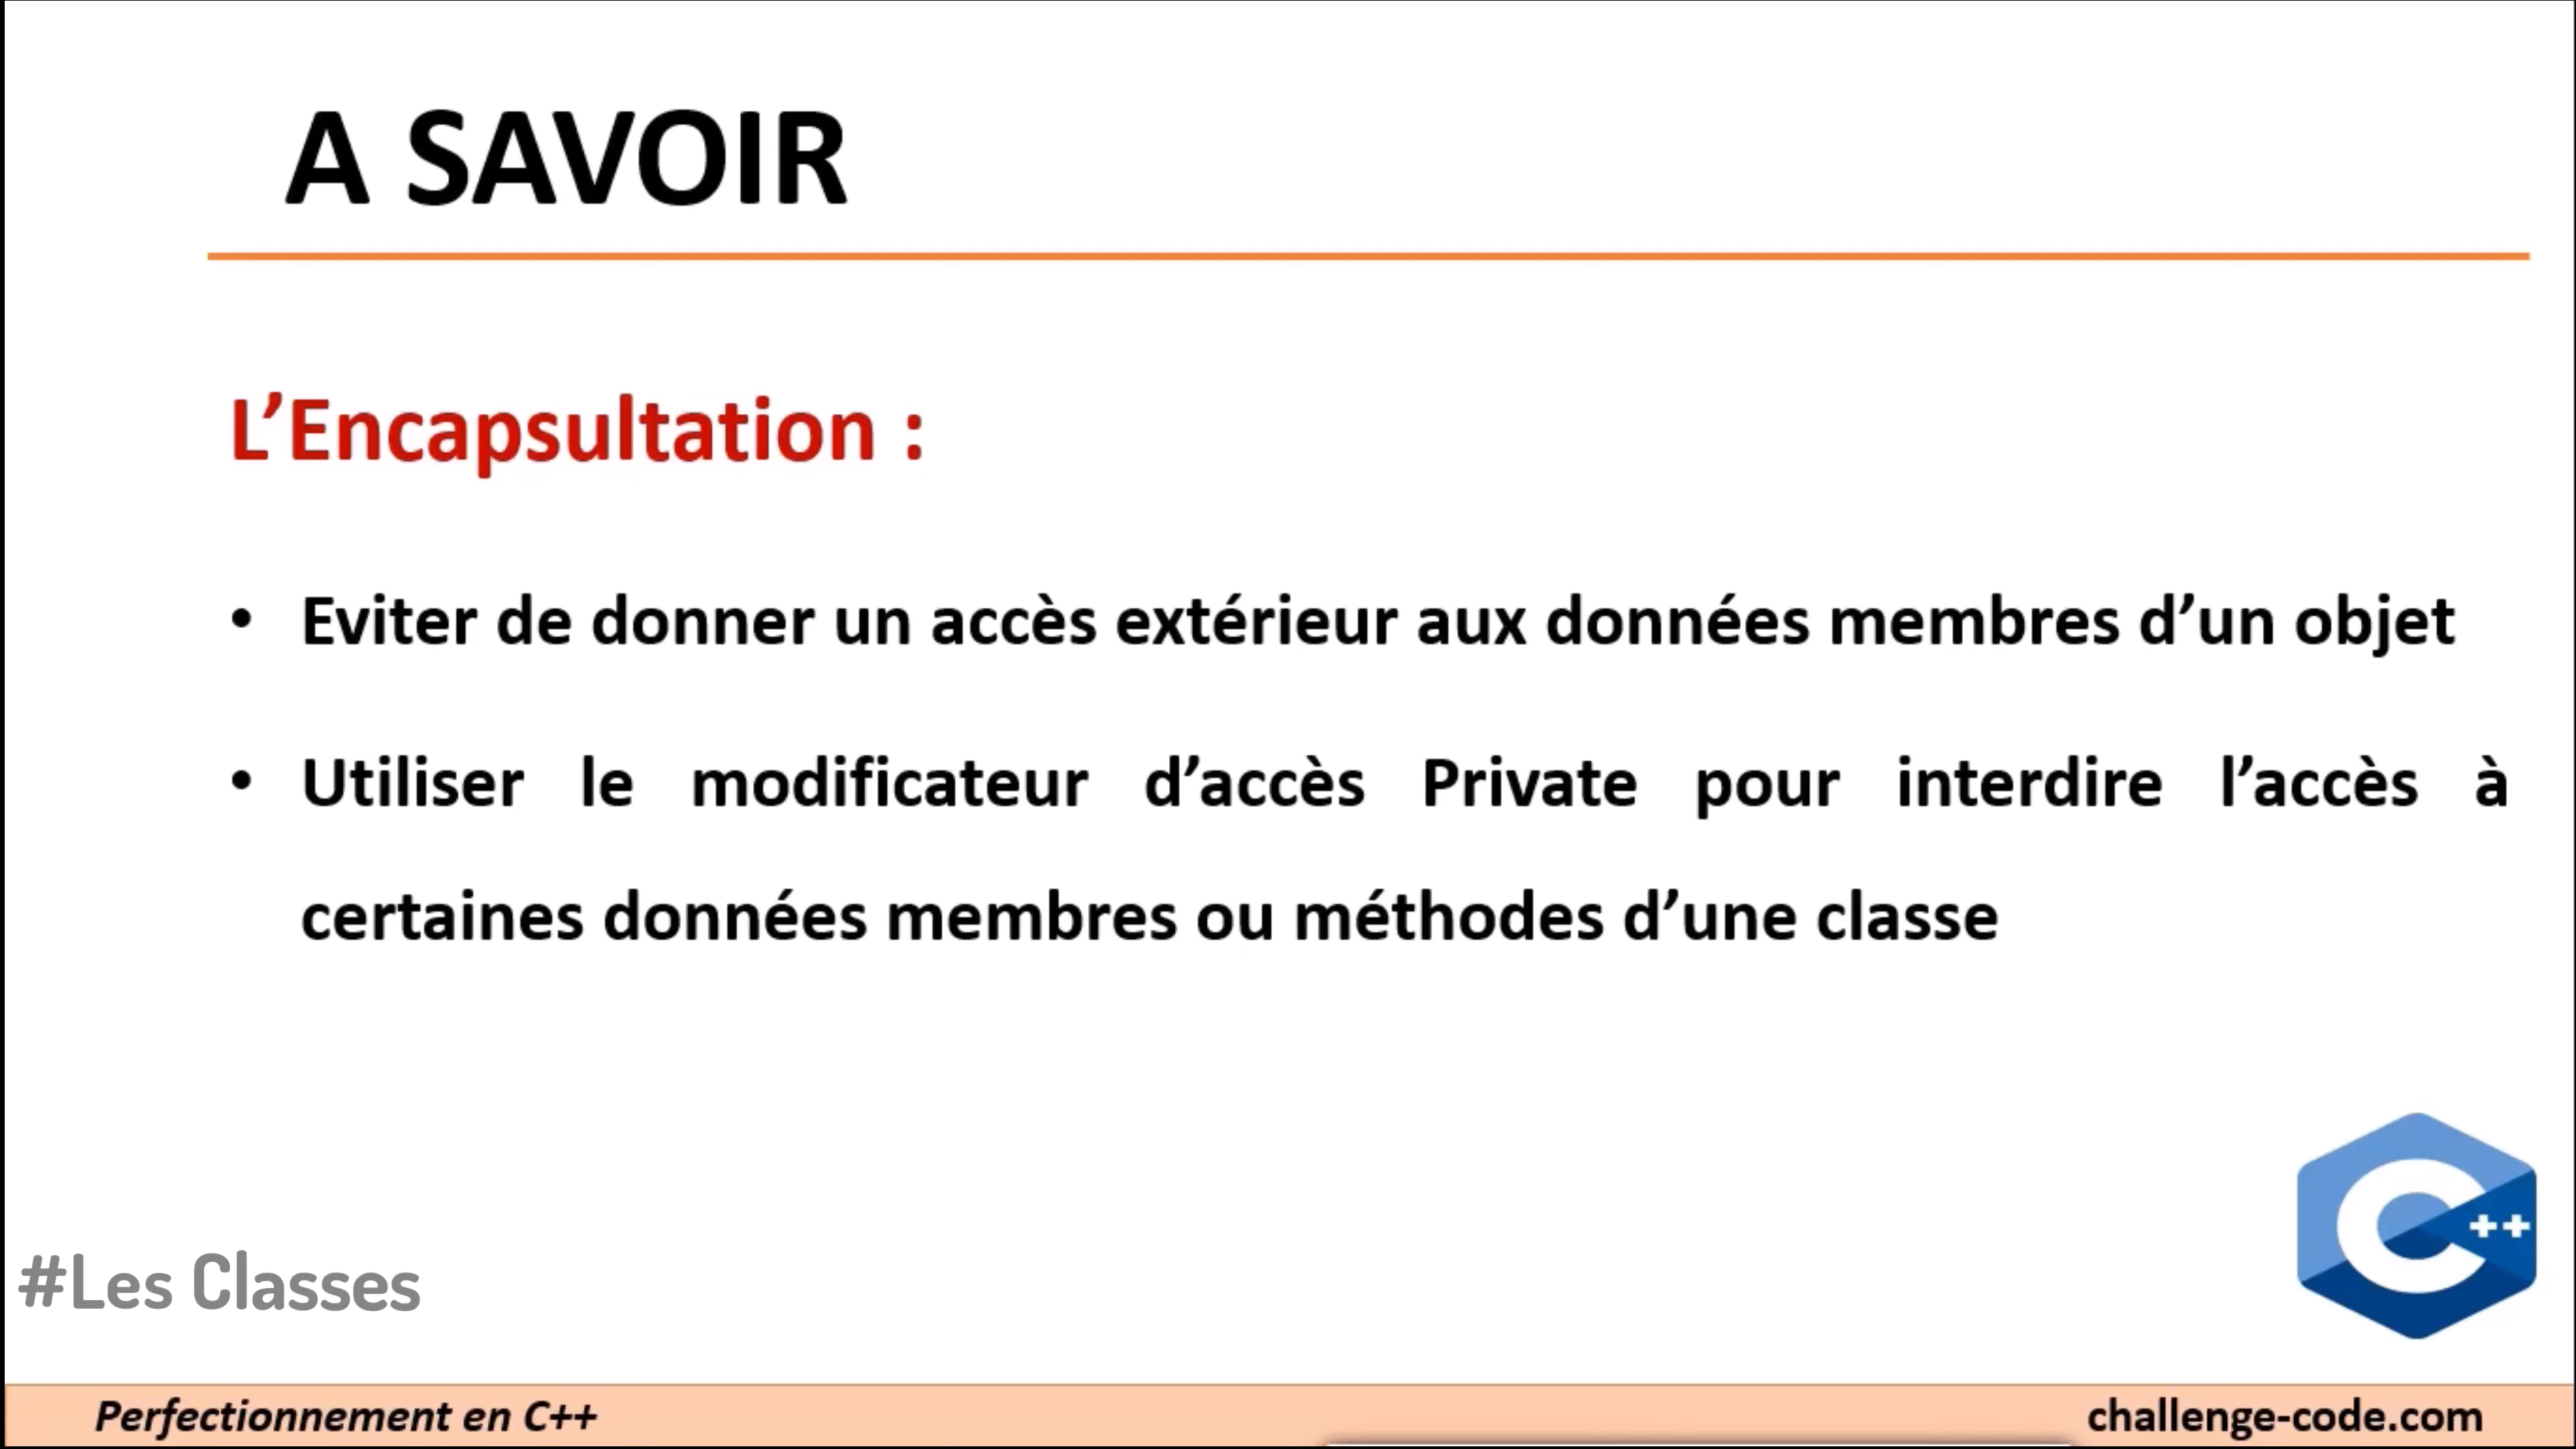 A SAVOIR
L’Encapsultation :
• Eviter de donner un accès extérieur aux données membres d’un objet
• Utiliser le modificateur d’accès Private pour interdire l’accès à
certaines données membres ou méthodes d’une classe
C++
#Les Classes
Perfectionnement en C++
challenge-code.com